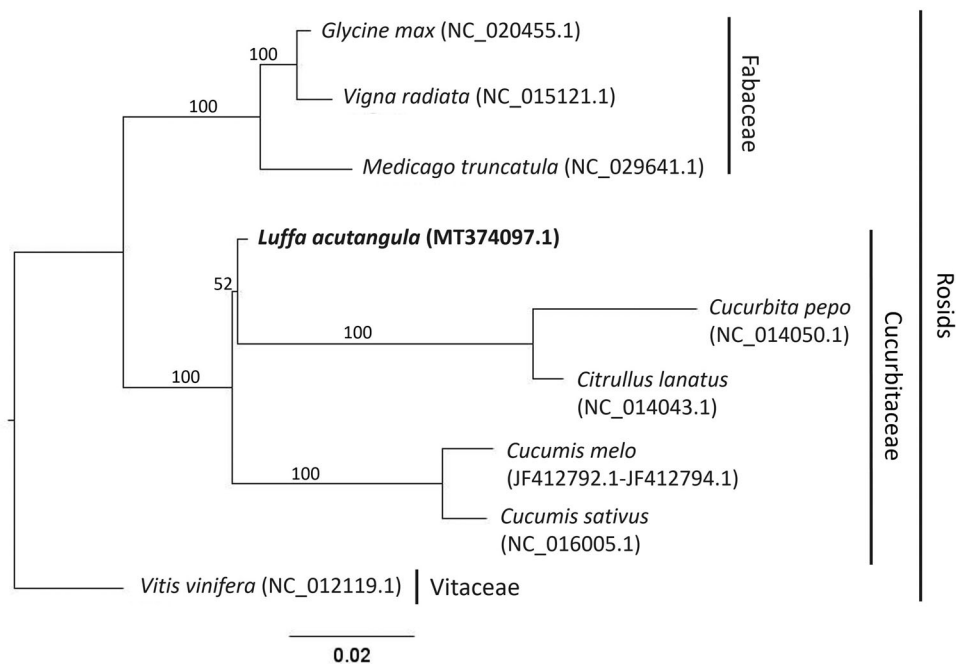 Glycine max (NC_020455.1)
100
Vigna radiata (NC_015121.1)
100
Medicago truncatula (NC_029641.1)
Fabaceae
Luffa acutangula (MT374097.1)
52
Cucurbita pepo
(NC_014050.1)
100
Citrullus lanatus
(NC_014043.1)
100
Cucumis melo
(JF412792.1-JF412794.1)
100
Cucumis sativus
(NC_016005.1)
Cucurbitaceae
Rosids
Vitis vinifera (NC_012119.1)
Vitaceae
0.02